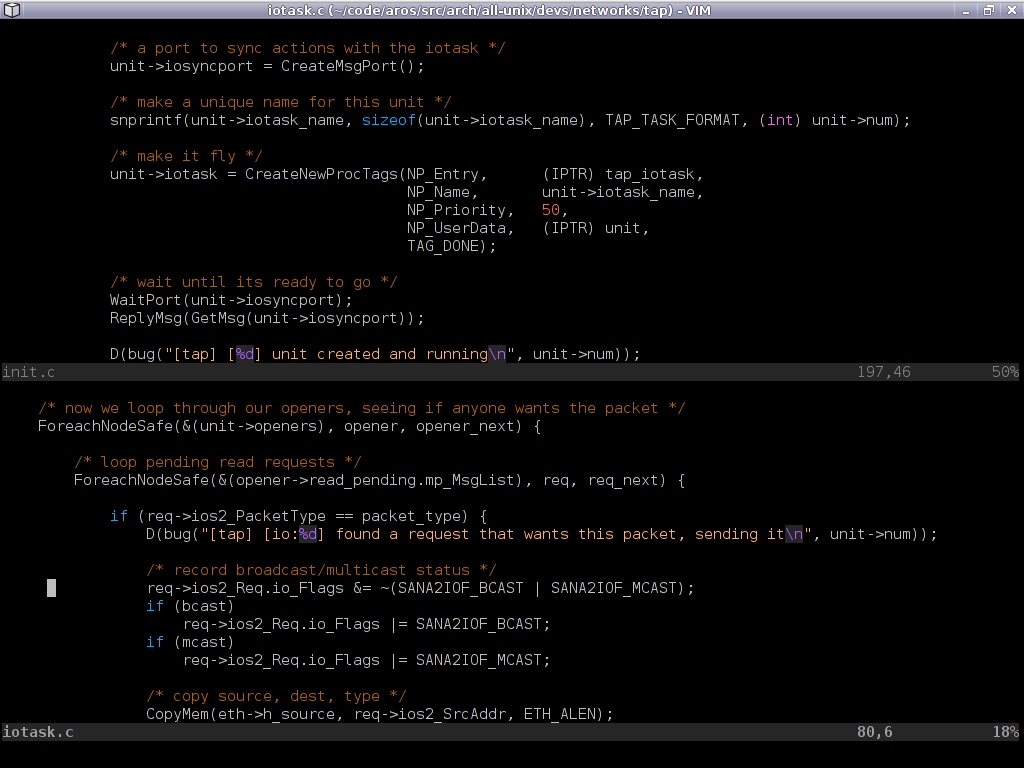 iotask.c (~/code/aros/src/arch/all-unix/devs/networks/tap) - VIM
/* a port to sync actions with the iotask */
unit->iosyncport = CreateMsgPort();
/* make a unique name for this unit */
snprintf(unit->iotask_name, sizeof(unit->iotask_name), TAP_TASK_FORMAT, (int) unit->num);
/* make it fly */
unit->iotask = CreateNewProcTags(NP_Entry,      (IPTR) tap_iotask,
                                 NP_Name,       unit->iotask_name,
                                 NP_Priority,   50,
                                 NP_UserData,   (IPTR) unit,
                                 TAG_DONE);
/* wait until its ready to go */
WaitPort(unit->iosyncport);
ReplyMsg(GetMsg(unit->iosyncport));
D(bug("[tap] [%d] unit created and running\n", unit->num));
init.c 197,46 50%
/* now we loop through our openers, seeing if anyone wants the packet */
ForeachNodeSafe(&(unit->openers), opener, opener_next) {
    /* loop pending read requests */
    ForeachNodeSafe(&(opener->read_pending.mp_MsgList), req, req_next) {
        if (req->ios2_PacketType == packet_type) {
            D(bug("[tap] [io:%d] found a request that wants this packet, sending it\n", unit->num));
            /* record broadcast/multicast status */
            req->ios2_Req.io_Flags &= ~(SANA2IOF_BCAST | SANA2IOF_MCAST);
            if (bcast)
                req->ios2_Req.io_Flags |= SANA2IOF_BCAST;
            if (mcast)
                req->ios2_Req.io_Flags |= SANA2IOF_MCAST;
            /* copy source, dest, type */
            CopyMem(eth->h_source, req->ios2_SrcAddr, ETH_ALEN);
iotask.c 80,6 18%